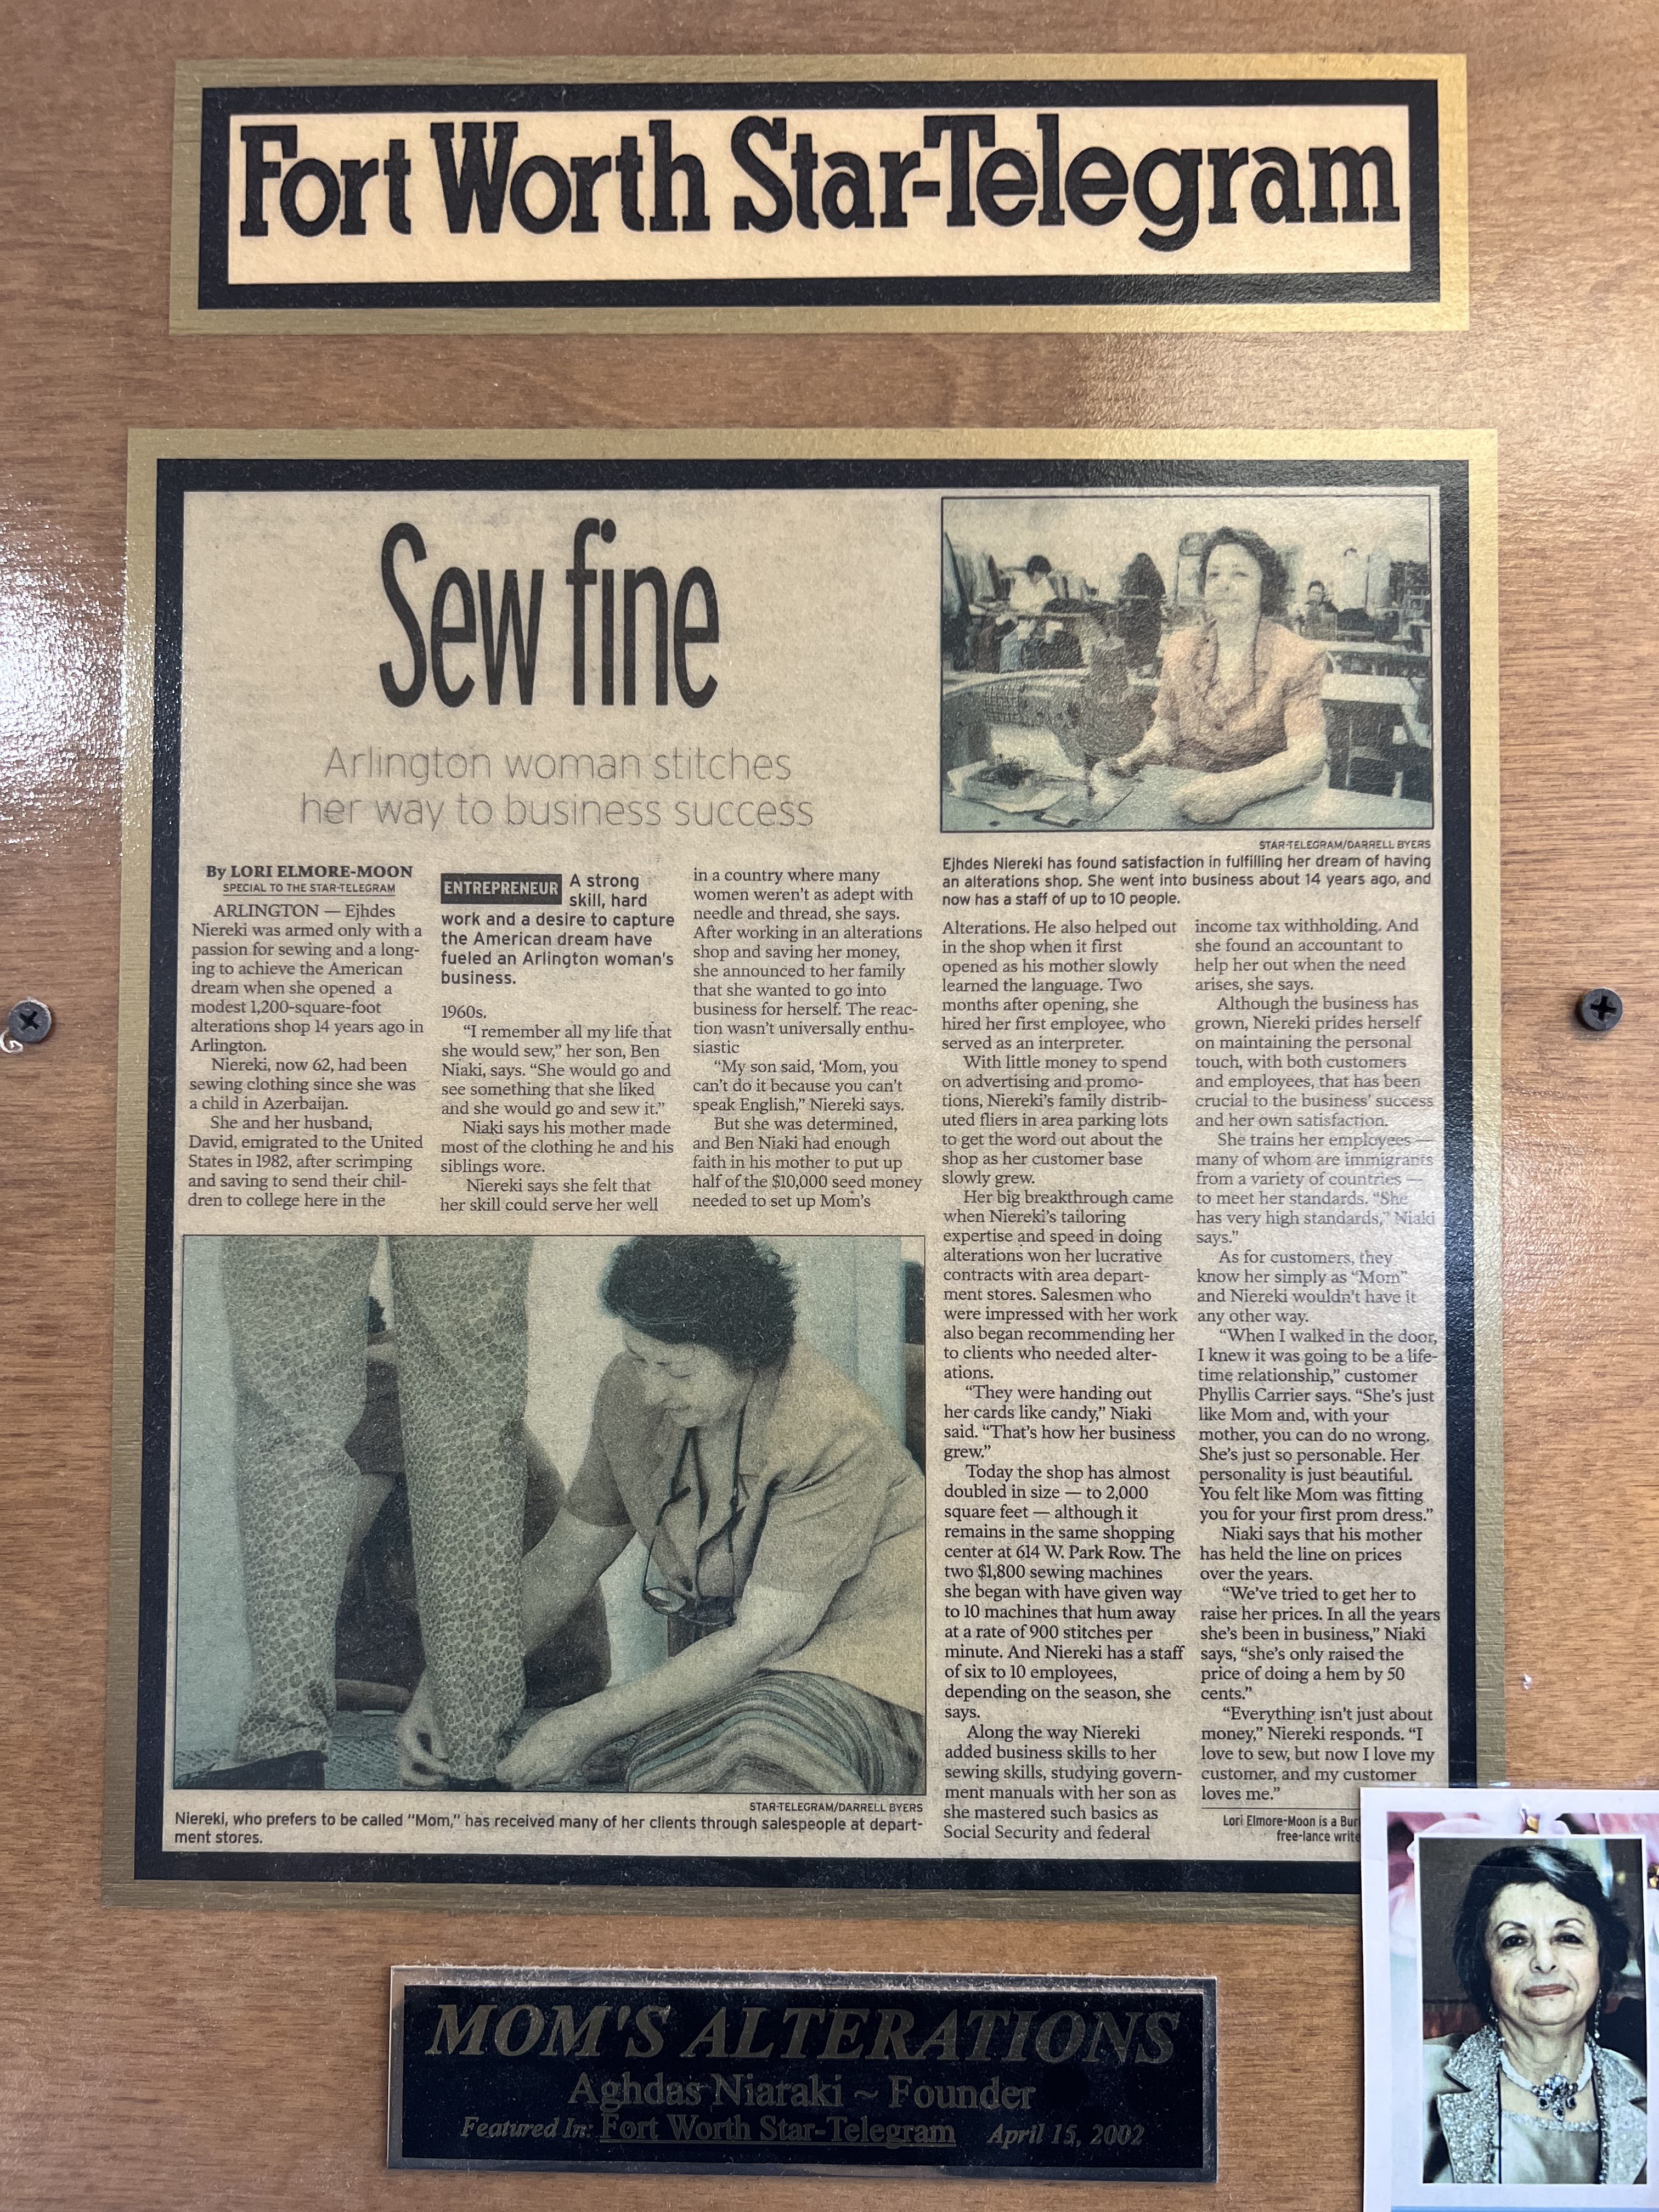 Fort Worth Star-Telegram
Sew fine
Arlington woman stitches
her way to business success
By LORI ELMORE-MOON
SPECIAL TO THE STAR-TELEGRAM
ARLINGTON — Ejhdes
Niereki was armed only with a
passion for sewing and a long-
ing to achieve the American
dream when she opened a
modest 1,200-square-foot
alterations shop 14 years ago in
Arlington.
Niereki, now 62, had been
sewing clothing since she was
a child in Azerbaijan.
She and her husband,
David, emigrated to the United
States in 1982, after scrimping
and saving to send their chil-
dren to college here in the
ENTREPRENEUR A strong
skill, hard
work and a desire to capture
the American dream have
fueled an Arlington woman's
business.
1960s.
"I remember all my life that
she would sew," her son, Ben
Niaki, says. "She would go and
see something that she liked
and she would go and sew it."
Niaki says his mother made
most of the clothing he and his
siblings wore.
Niereki says she felt that
her skill could serve her well
in a country where many
women weren't as adept with
needle and thread, she says.
After working in an alterations
shop and saving her money,
she announced to her family
that she wanted to go into
business for herself. The reac-
tion wasn't universally enthu-
siastic
"My son said, 'Mom, you
can't do it because you can't
speak English," Niereki says.
But she was determined,
and Ben Niaki had enough
faith in his mother to put up
half of the $10,000 seed money
needed to set up Mom's
STAR-TELEGRAM/DARRELL BYERS
Ejhdes Niereki has found satisfaction in fulfilling her dream of having
an alterations shop. She went into business about 14 years ago, and
now has a staff of up to 10 people.
Alterations. He also helped out
in the shop when it first
opened as his mother slowly
learned the language. Two
months after opening, she
hired her first employee, who
served as an interpreter.
With little money to spend
on advertising and promo-
tions, Niereki's family distrib-
uted fliers in area parking lots
to get the word out about the
shop as her customer base
slowly grew.
Her big breakthrough came
when Niereki's tailoring
expertise and speed in doing
alterations won her lucrative
contracts with area depart-
ment stores. Salesmen who
were impressed with her work
also began recommending her
to clients who needed alter-
ations.
"They were handing out
her cards like candy," Niaki
said. "That's how her business
grew."
Today the shop has almost
doubled in size — to 2,000
square feet — although it
remains in the same shopping
center at 614 W. Park Row. The
two $1,800 sewing machines
she began with have given way
to 10 machines that hum away
at a rate of 900 stitches per
minute. And Niereki has a staff
of six to 10 employees,
depending on the season, she
says.
Along the way Niereki
added business skills to her
sewing skills, studying govern-
ment manuals with her son as
she mastered such basics as
Social Security and federal
income tax withholding. And
she found an accountant to
help her out when the need
arises, she says.
Although the business has
grown, Niereki prides herself
on maintaining the personal
touch, with both customers
and employees, that has been
crucial to the business' success
and her own satisfaction.
She trains her employees —
many of whom are immigrants
from a variety of countries —
to meet her standards. "She
has very high standards," Niaki
says."
As for customers, they
know her simply as "Mom"
and Niereki wouldn't have it
any other way.
"When I walked in the door,
I knew it was going to be a life-
time relationship," customer
Phyllis Carrier says. "She's just
like Mom and, with your
mother, you can do no wrong.
She's just so personable. Her
personality is just beautiful.
You felt like Mom was fitting
you for your first prom dress."
Niaki says that his mother
has held the line on prices
over the years.
"We've tried to get her to
raise her prices. In all the years
she's been in business," Niaki
says, "she's only raised the
price of doing a hem by 50
cents."
"Everything isn't just about
money," Niereki responds. "I
love to sew, but now I love my
customer, and my customer
loves me."
Lori Elmore-Moon is a
free-lance
STAR-TELEGRAM/DARRELL BYERS
Niereki, who prefers to be called "Mom," has received many of her clients through salespeople at depart-
ment stores.
MOM'S ALTERATIONS
Aghdas Niaraki ~ Founder
Featured In: Fort Worth Star-Telegram April 15, 2002